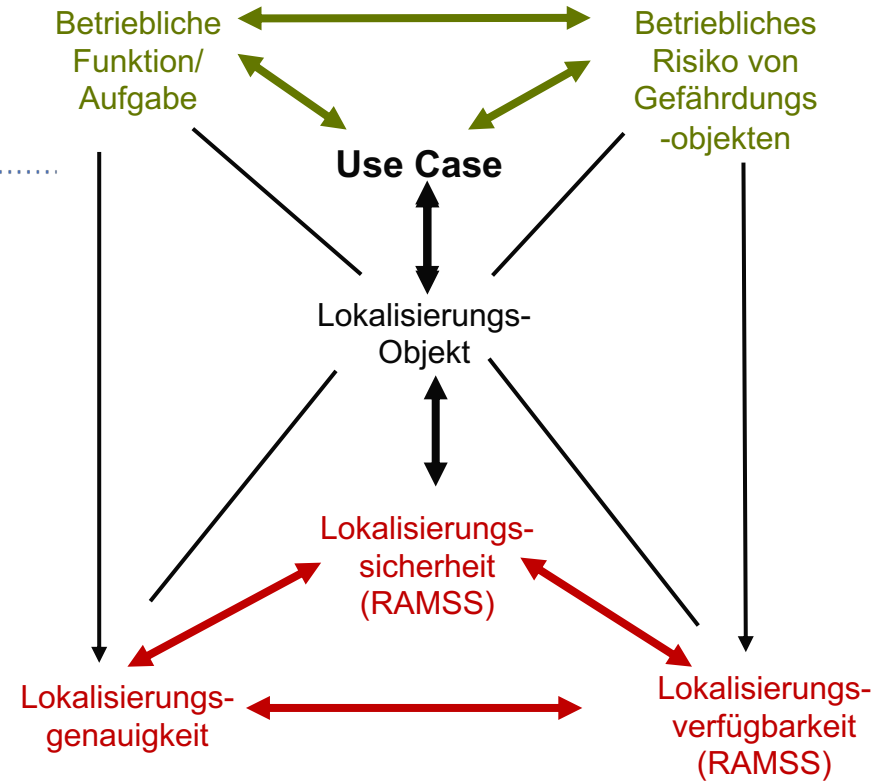 Betriebliche
Funktion/
Aufgabe
Betriebliches
Risiko von
Gefährdungs
-objekten
Use Case
Lokalisierungs-
Objekt
Lokalisierungs-
sicherheit
(RAMSS)
Lokalisierungs-
genauigkeit
Lokalisierungs-
verfügbarkeit
(RAMSS)